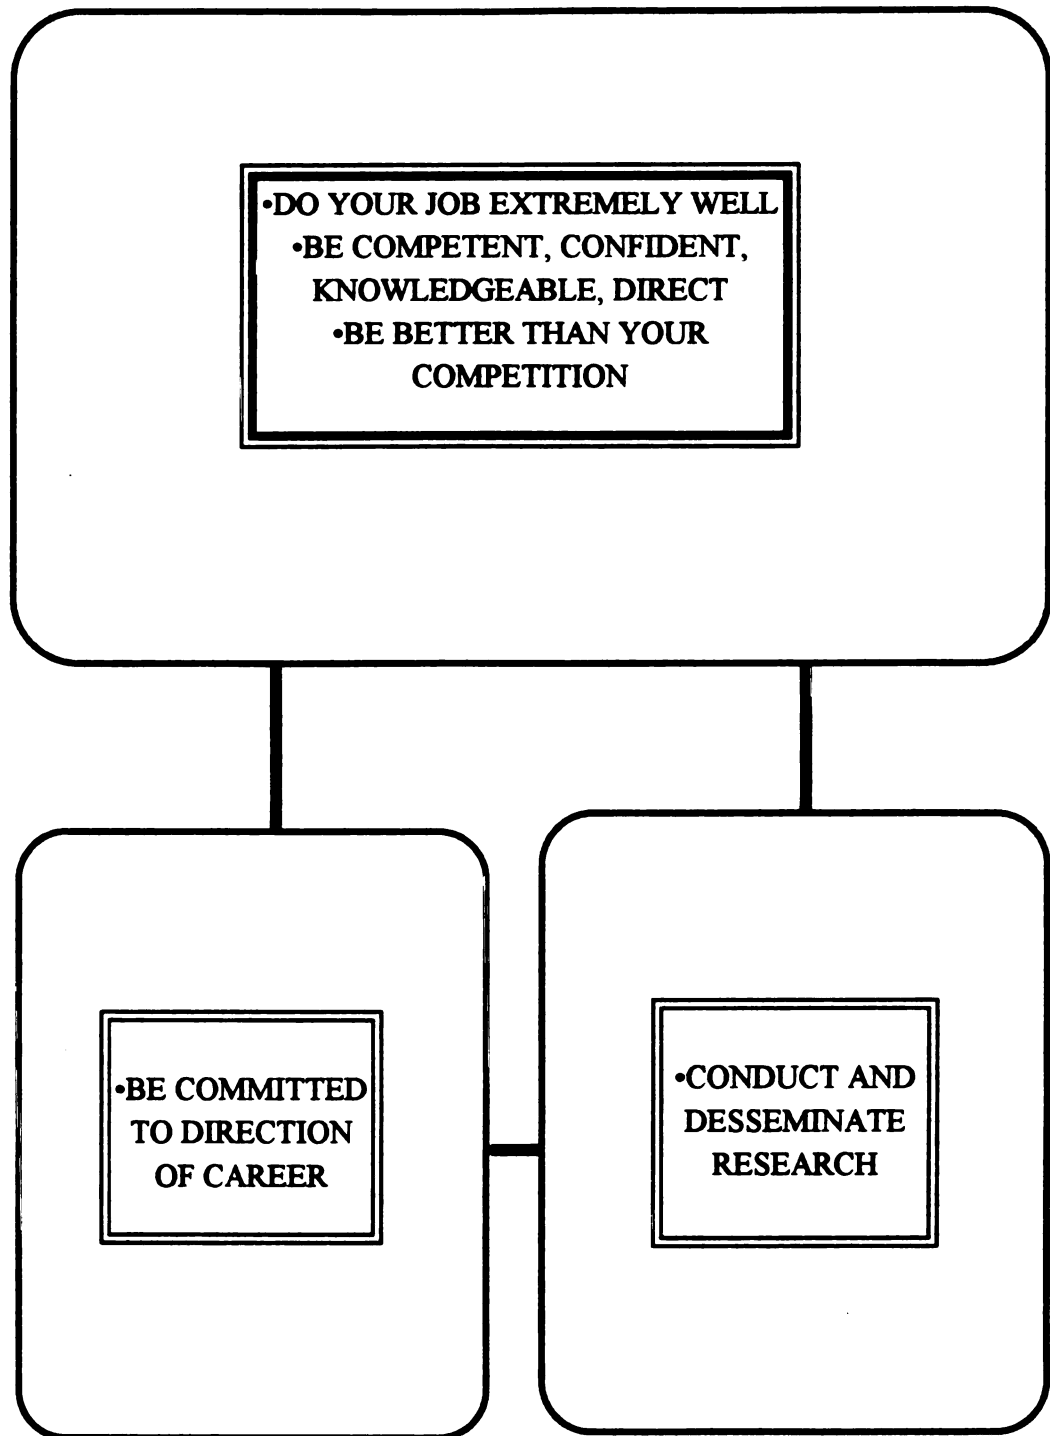 •DO YOUR JOB EXTREMELY WELL
•BE COMPETENT, CONFIDENT,
KNOWLEDGEABLE, DIRECT
•BE BETTER THAN YOUR
COMPETITION
•BE COMMITTED
TO DIRECTION
OF CAREER
•CONDUCT AND
DESSEMINATE
RESEARCH